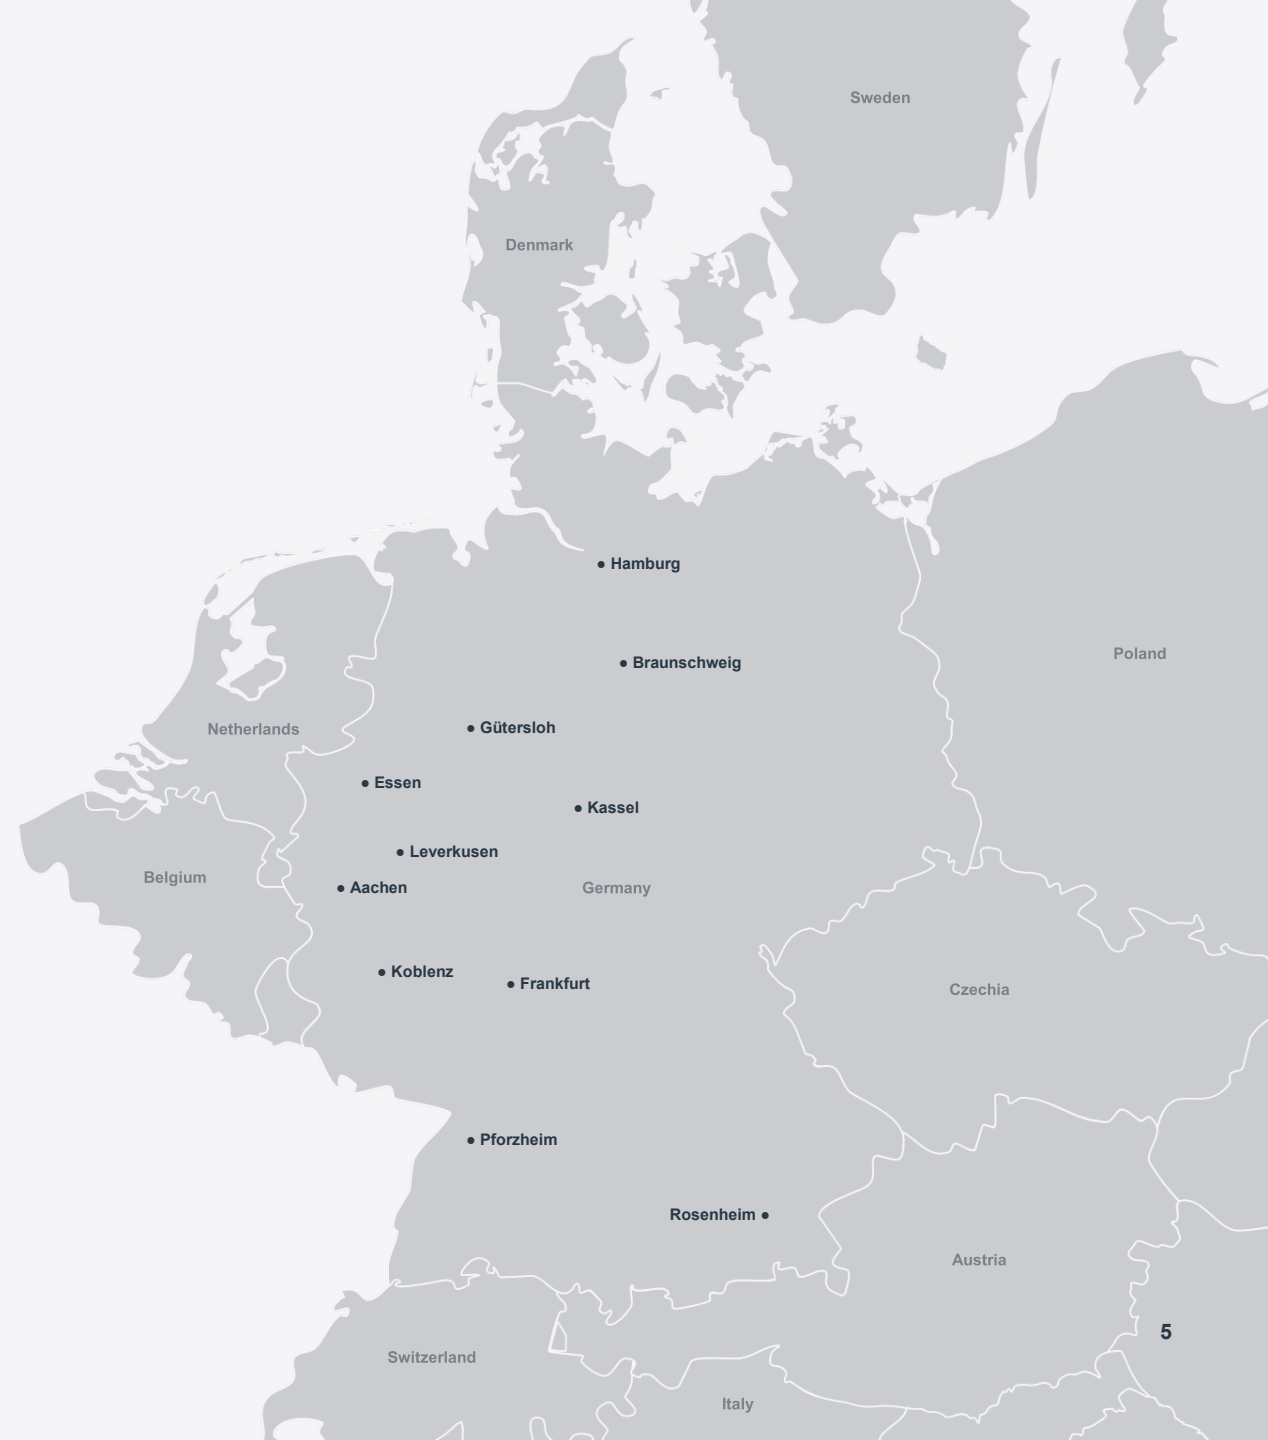 Sweden
Denmark
● Hamburg
Poland
● Braunschweig
● Gütersloh
Netherlands
● Essen
● Kassel
● Leverkusen
Belgium
● Aachen
Germany
● Koblenz
● Frankfurt
Czechia
● Pforzheim
Rosenheim ●
Austria
5
Switzerland
Italy